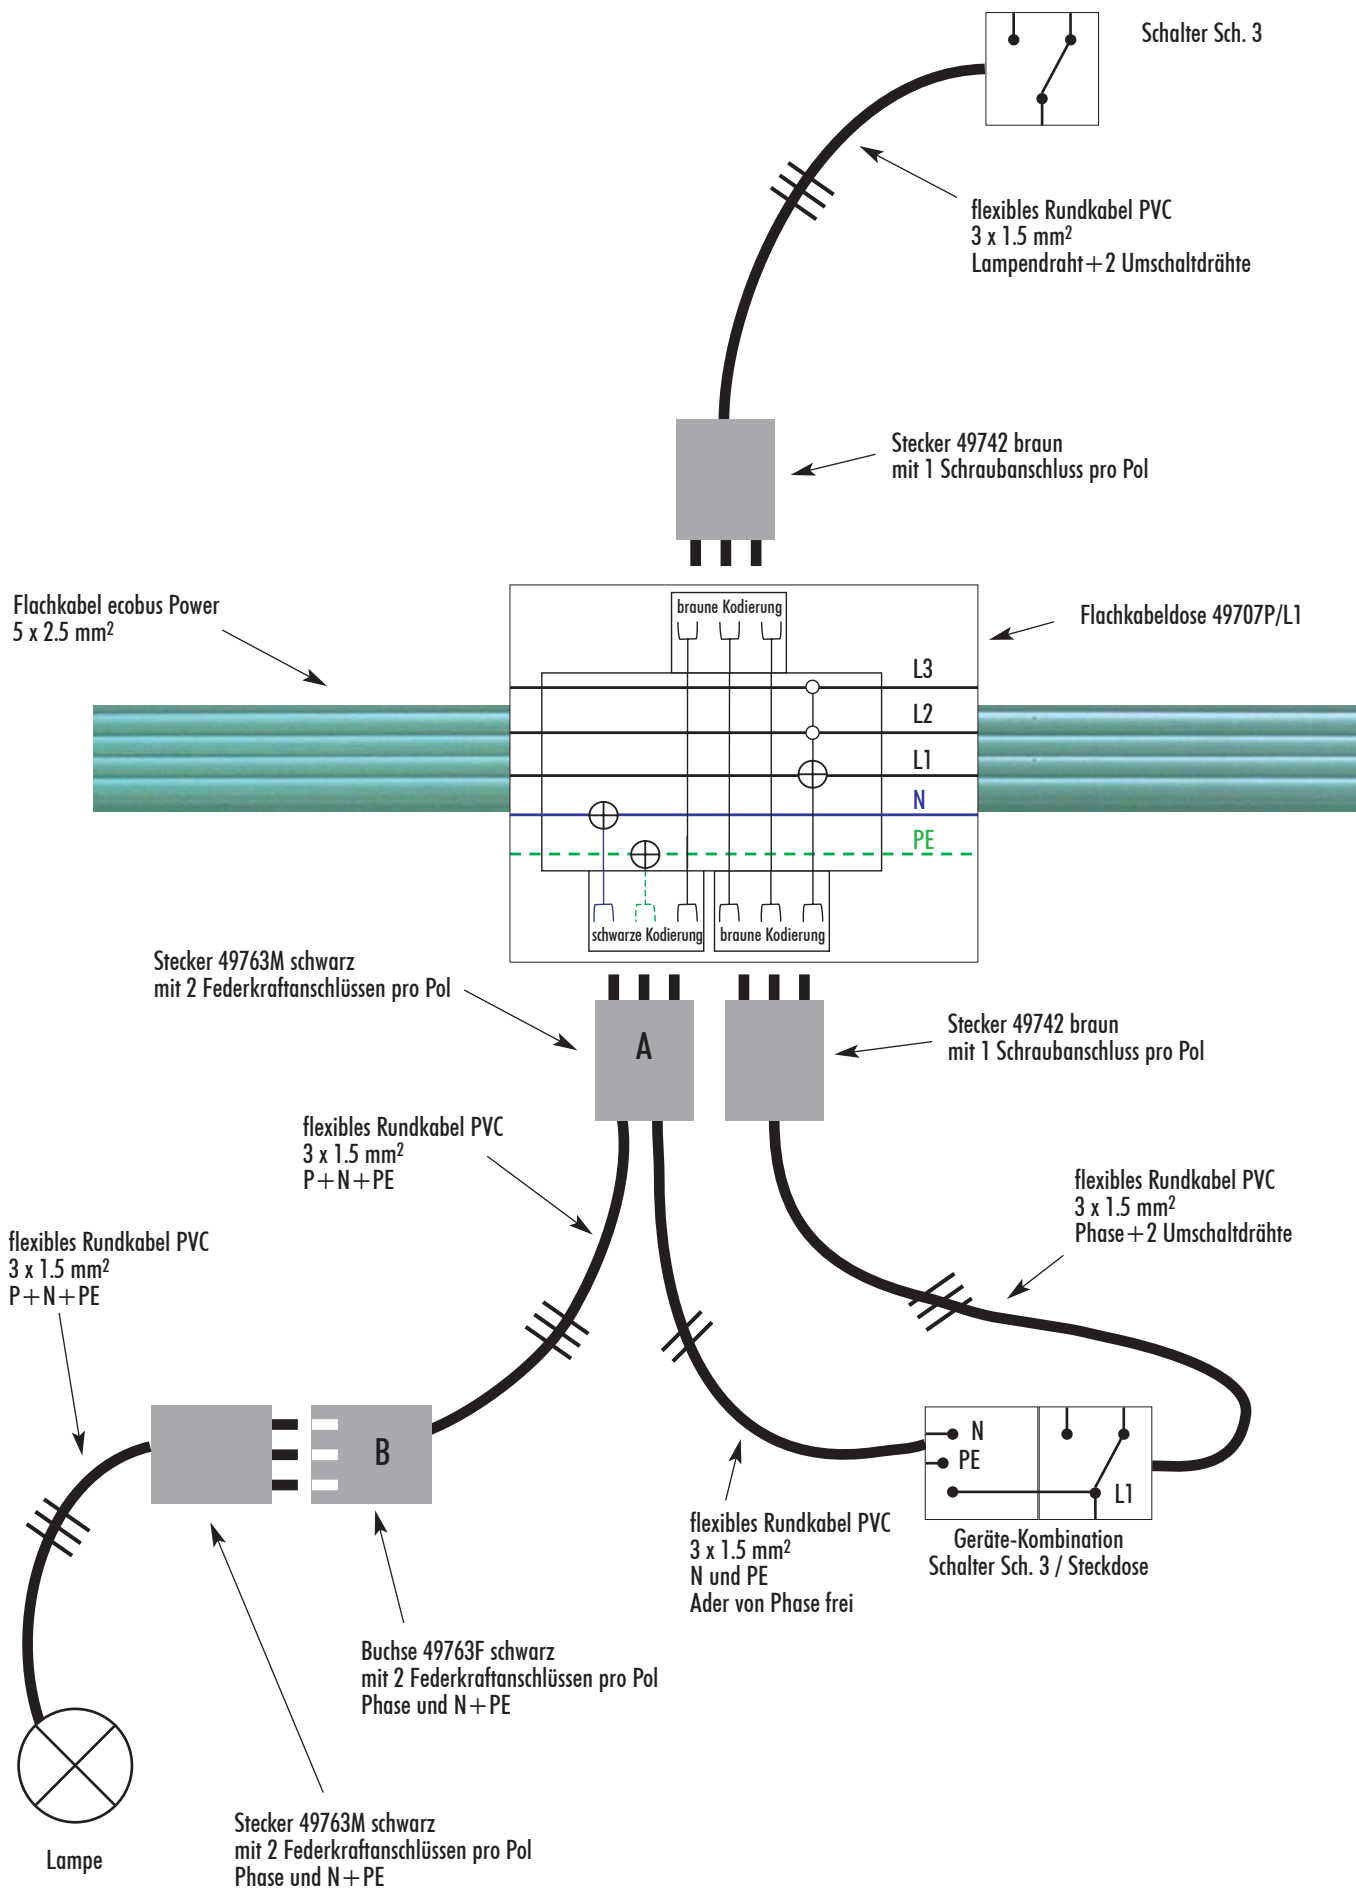 Schalter Sch. 3
flexibles Rundkabel PVC
3 x 1.5 mm²
Lampendraht+2 Umschaltdrähte
Stecker 49742 braun
mit 1 Schraubanschluss pro Pol
Flachkabel ecobus Power
5 x 2.5 mm²
braune Kodierung
Flachkabeldose 49707P/L1
L3
L2
L1
N
PE
schwarze Kodierung
braune Kodierung
Stecker 49763M schwarz
mit 2 Federkraftanschlüssen pro Pol
A
Stecker 49742 braun
mit 1 Schraubanschluss pro Pol
flexibles Rundkabel PVC
3 x 1.5 mm²
P+N+PE
flexibles Rundkabel PVC
3 x 1.5 mm²
Phase+2 Umschaltdrähte
flexibles Rundkabel PVC
3 x 1.5 mm²
P+N+PE
B
N
PE
L1
Geräte-Kombination
Schalter Sch. 3 / Steckdose
flexibles Rundkabel PVC
3 x 1.5 mm²
N und PE
Ader von Phase frei
Buchse 49763F schwarz
mit 2 Federkraftanschlüssen pro Pol
Phase und N+PE
Stecker 49763M schwarz
mit 2 Federkraftanschlüssen pro Pol
Phase und N+PE
Lampe